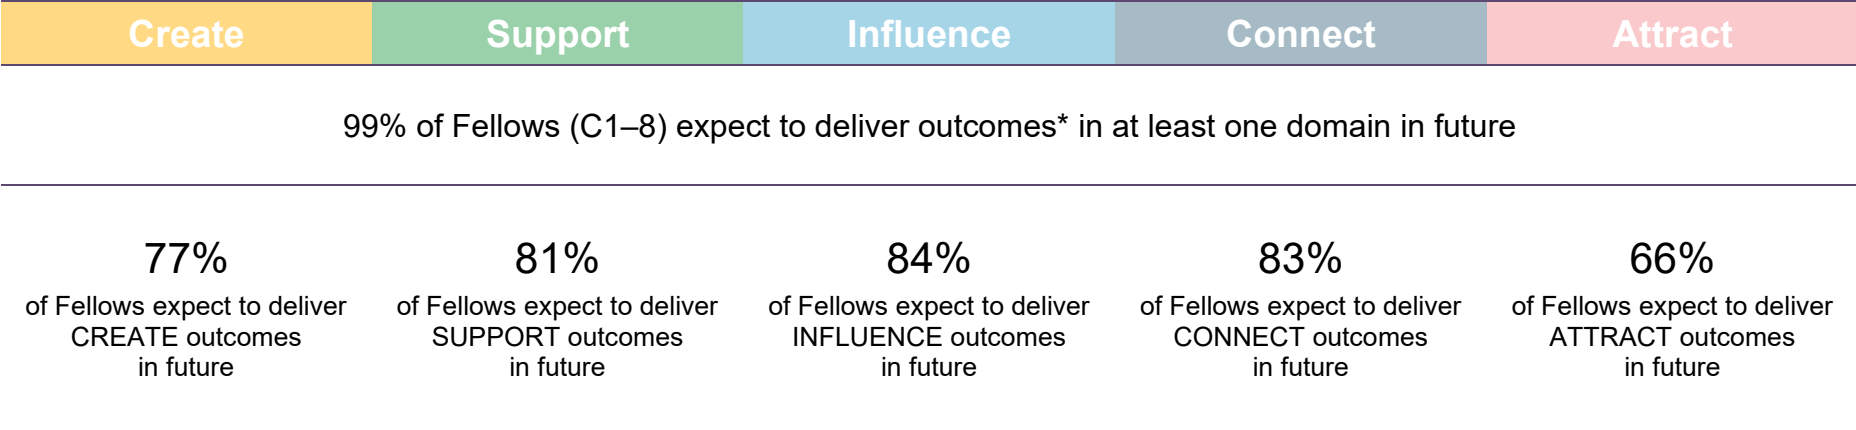 Create Support Influence Connect Attract
99% of Fellows (C1–8) expect to deliver outcomes* in at least one domain in future
77%
of Fellows expect to deliver
CREATE outcomes
in future
81%
of Fellows expect to deliver
SUPPORT outcomes
in future
84%
of Fellows expect to deliver
INFLUENCE outcomes
in future
83%
of Fellows expect to deliver
CONNECT outcomes
in future
66%
of Fellows expect to deliver
ATTRACT outcomes
in future